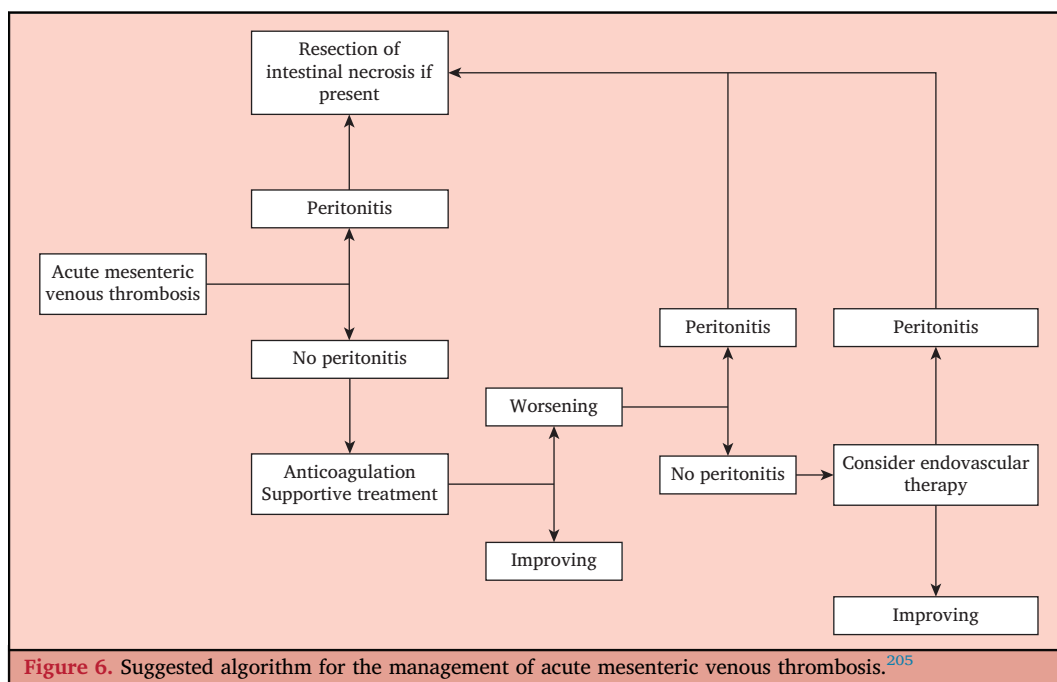 Resection of
intestinal necrosis if
present
Peritonitis
Acute mesenteric
venous thrombosis
No peritonitis
Anticoagulation
Supportive treatment
Worsening
Improving
Peritonitis
No peritonitis
Peritonitis
Consider endovascular
therapy
Improving
Figure 6. Suggested algorithm for the management of acute mesenteric venous thrombosis.205